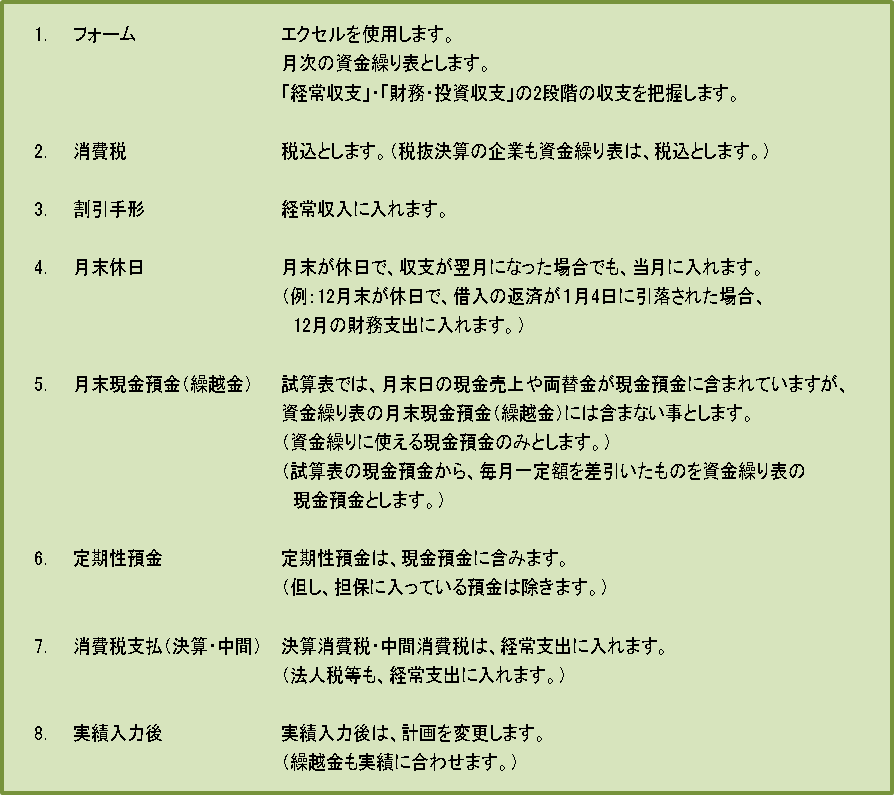 1. フォーム エクセルを使用します。
月次の資金繰り表とします。
「経常収支」・「財務・投資収支」の2段階の収支を把握します。
2. 消費税 税込とします。（税抜決算の企業も資金繰り表は、税込とします。）
3. 割引手形 経常収入に入れます。
4. 月末休日 月末が休日で、収支が翌月になった場合でも、当月に入れます。
（例：12月末が休日で、借入の返済が１月4日に引落された場合、
12月の財務支出に入れます。）
5. 月末現金預金（繰越金） 試算表では、月末日の現金売上や両替金が現金預金に含まれていますが、
資金繰り表の月末現金預金（繰越金）には含まない事とします。
（資金繰りに使える現金預金のみとします。）
（試算表の現金預金から、毎月一定額を差引いたものを資金繰り表の
現金預金とします。）
6. 定期性預金 定期性預金は、現金預金に含みます。
（但し、担保に入っている預金は除きます。）
7. 消費税支払（決算・中間） 決算消費税・中間消費税は、経常支出に入れます。
（法人税等も、経常支出に入れます。）
8. 実績入力後 実績入力後は、計画を変更します。
（繰越金も実績に合わせます。）